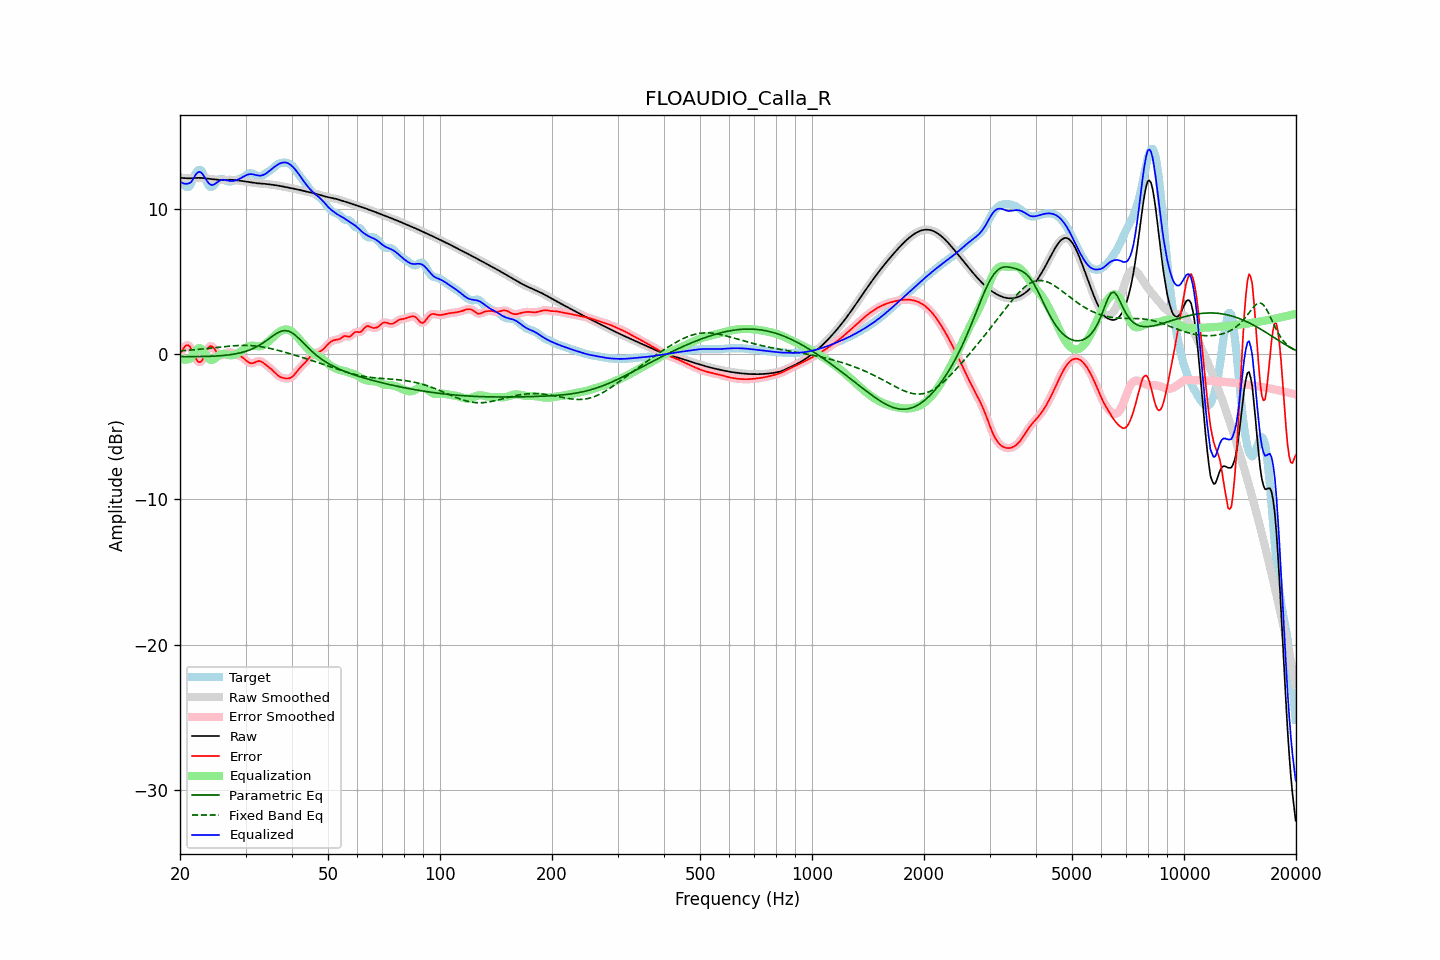 FLOAUDIO_Calla_R
Amplitude (dBr)
10
0
−10
−20
−30
Target
Raw Smoothed
Error Smoothed
Raw
Error
Equalization
Parametric Eq
Fixed Band Eq
Equalized
20
50
100
200
500
1000
2000
5000
10000
20000
Frequency (Hz)